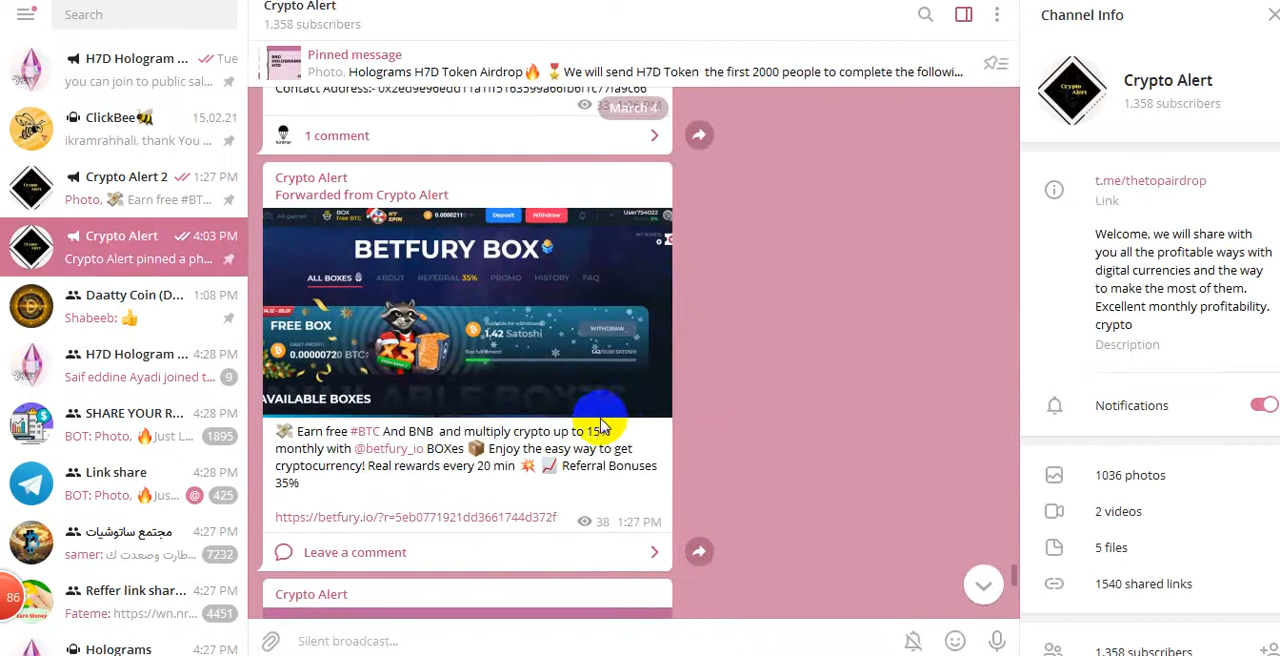 Search
H7D Hologram ... Tue
you can join to public sal...
ClickBee 15.02.21
ikramrahhali, thank You ...
Crypto Alert 2 1:27 PM
Photo, 💸 Earn free #BT...
Crypto Alert 4:03 PM
Crypto Alert pinned a ph...
Daatty Coin (D... 1:08 PM
Shabeeb: 👍
H7D Hologram ... 4:28 PM
Saif eddine Ayadi joined t... 9
SHARE YOUR R... 4:28 PM
BOT: Photo, 🔥Just L... 1895
Link share 4:28 PM
BOT: Photo, 🔥Jus... @ 425
مجتمع ساتوشيات 4:27 PM
samer: طارت وصعدت ك... 7232
Reffer link shar... 4:27 PM
Fateme: https://wn.nr... 4451
86
Holograms 4:27 PM
Crypto Alert
1,358 subscribers
Pinned message
Photo, Holograms H7D Token Airdrop🔥 🎖We will send H7D Token the first 2000 people to complete the followi...
March 4
1 comment
Crypto Alert
Forwarded from Crypto Alert
BOX
FREE BTC
MY
SPIN
Deposit
Withdraw
BETFURY BOX
ALL BOXES
ABOUT
REFERRAL 35%
PROMO
HISTORY
FAQ
FREE BOX
DAILY PROFIT:
0.00000720 BTC
Available for withdrawal
1.42 Satoshi
WITHDRAW
AVAILABLE BOXES
💸 Earn free #BTC And BNB and multiply crypto up to 15%
monthly with @betfury_io BOXes 📦 Enjoy the easy way to get
cryptocurrency! Real rewards every 20 min 💥 📈 Referral Bonuses
35%
https://betfury.io/?r=5eb0771921dd3661744d372f 38 1:27 PM
Leave a comment
Crypto Alert
Silent broadcast...
Channel Info
Crypto Alert
1,358 subscribers
t.me/thetopairdrop
Link
Welcome, we will share with
you all the profitable ways with
digital currencies and the way
to make the most of them.
Excellent monthly profitability.
crypto
Description
Notifications
1036 photos
2 videos
5 files
1540 shared links
1,358 subscribers